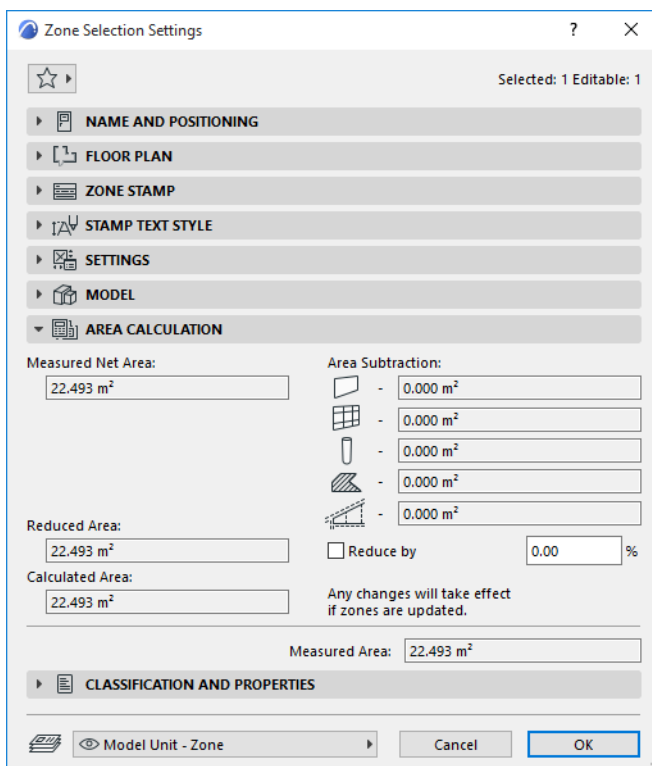 Zone Selection Settings
?
Selected: 1 Editable: 1
NAME AND POSITIONING
FLOOR PLAN
ZONE STAMP
STAMP TEXT STYLE
SETTINGS
MODEL
AREA CALCULATION
Measured Net Area:
22.493 m²
Area Subtraction:
- 0.000 m²
- 0.000 m²
- 0.000 m²
- 0.000 m²
- 0.000 m²
Reduced Area:
22.493 m²
Reduce by 0.00 %
Calculated Area:
22.493 m²
Any changes will take effect
if zones are updated.
Measured Area: 22.493 m²
CLASSIFICATION AND PROPERTIES
Model Unit - Zone
Cancel
OK